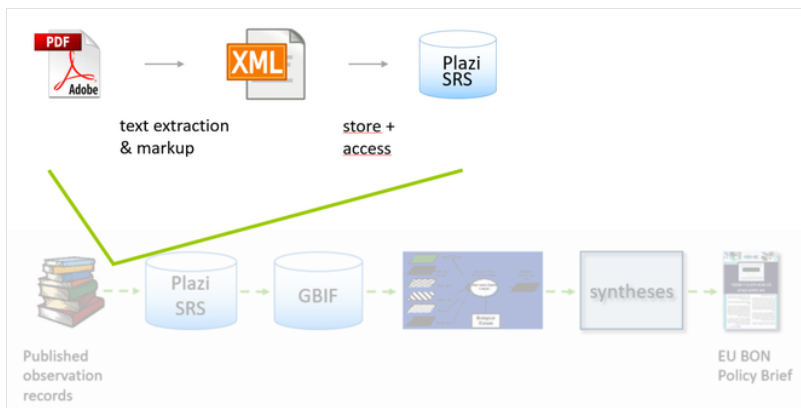 PDF
Adobe
XML
Plazi
SRS
text extraction
& markup
store +
access
Plazi
SRS
GBIF
syntheses
Published
observation
records
EU BON
Policy Brief